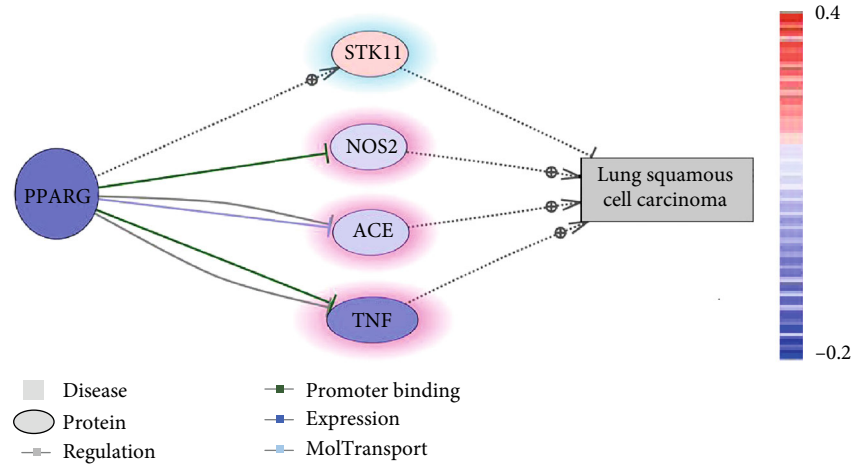 0.4
STK11
NOS2
PPARG
ACE
TNF
Lung squamous
cell carcinoma
–0.2
Disease
Protein
Regulation
Promoter binding
Expression
MolTransport